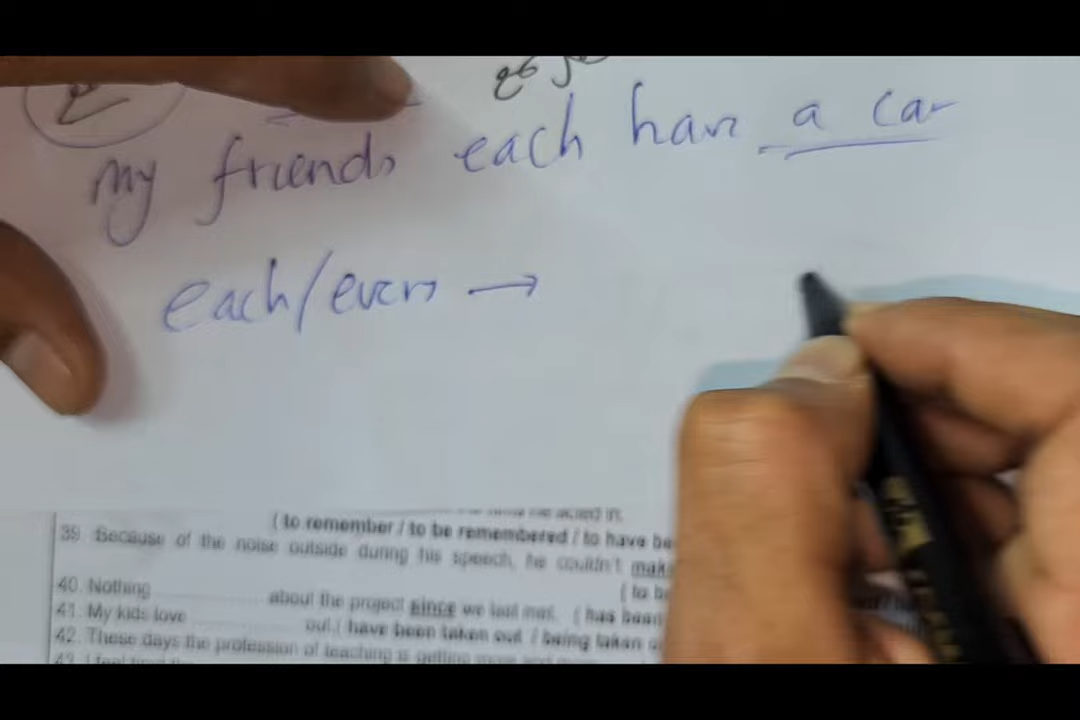 My friends each have a car
each/every →
( to remember / to be remembered / to have be
39. Because of the noise outside during his speech, he couldn't mak
40. Nothing .......... about the project since we last met. ( has been
41. My kids love .......... out.( have been taken out / being taken o
42. These days the profession of teaching is getting more and